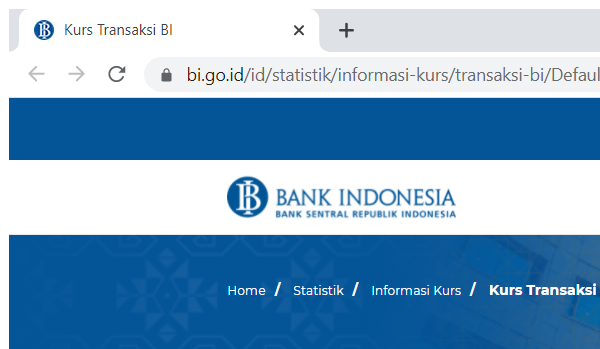 Kurs Transaksi BI
bi.go.id/id/statistik/informasi-kurs/transaksi-bi/Defaul
BANK INDONESIA
BANK SENTRAL REPUBLIK INDONESIA
Home / Statistik / Informasi Kurs / Kurs Transaksi